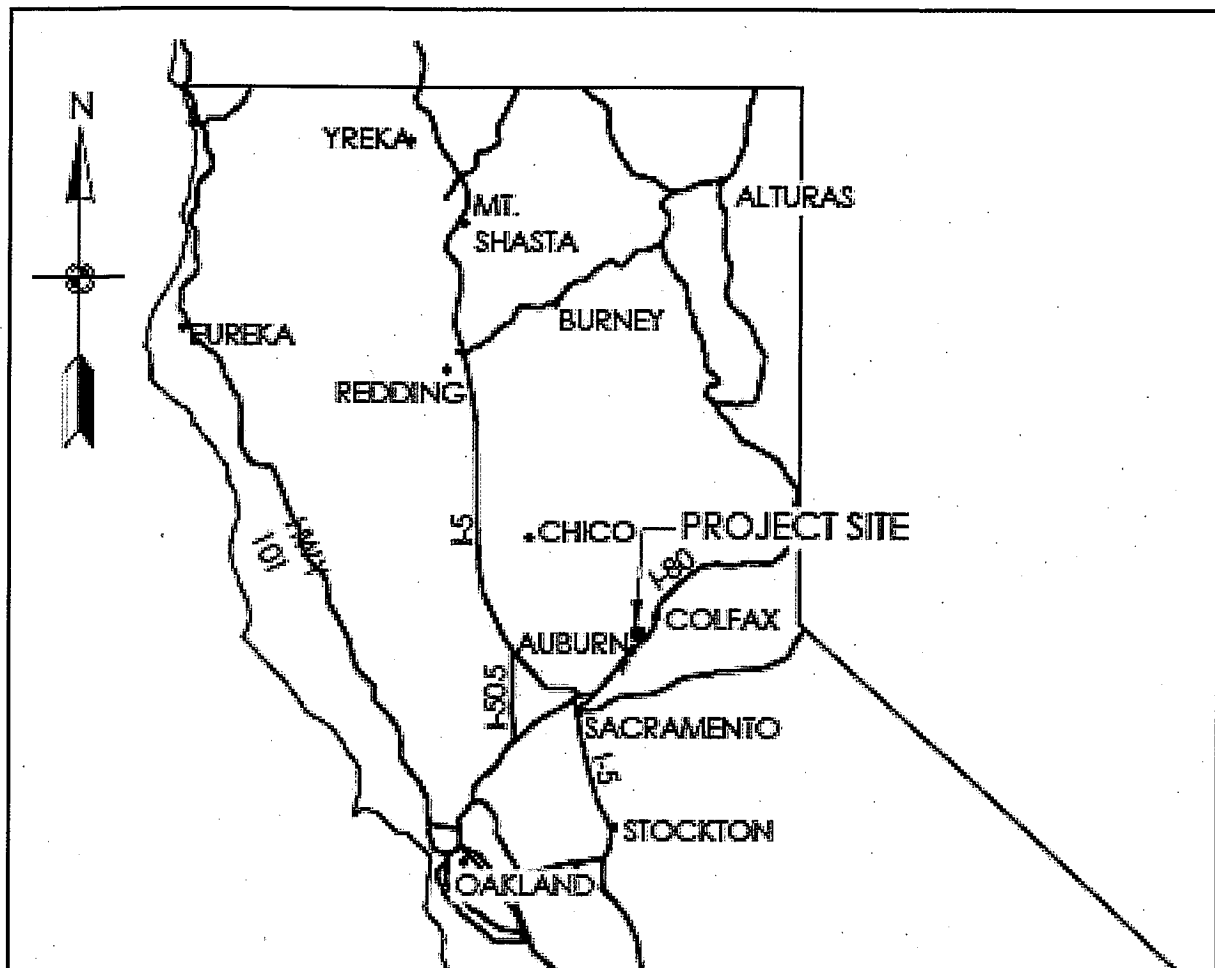 N
YREKA
MT.
SHASTA
ALTURAS
BURNEY
EUREKA
REDDING
I-5
CHICO
PROJECT SITE
I-80
HWY
101
COLFAX
AUBURN
I-50.5
SACRAMENTO
I-5
STOCKTON
OAKLAND